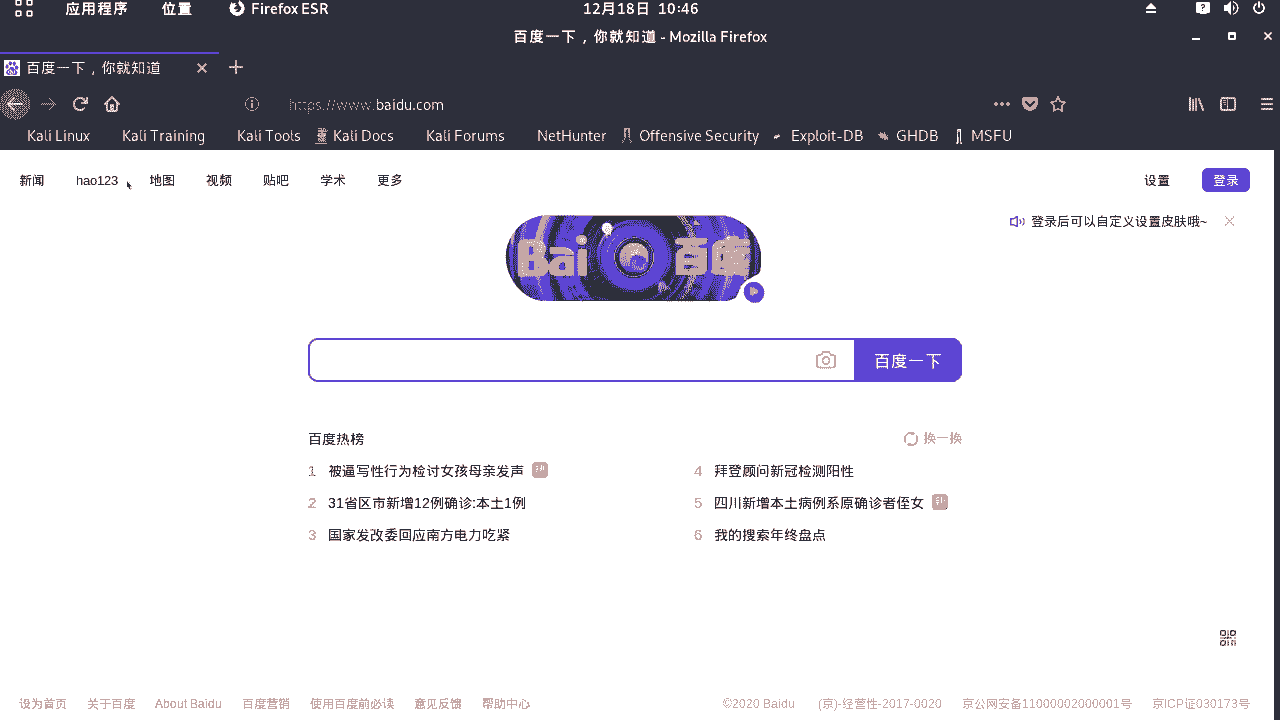 应用程序 位置 Firefox ESR 12月18日 10:46
百度一下，你就知道 - Mozilla Firefox
百度一下，你就知道
https://www.baidu.com
Kali Linux Kali Training Kali Tools Kali Docs Kali Forums NetHunter Offensive Security Exploit-DB GHDB MSFU
新闻 hao123 地图 视频 贴吧 学术 更多 设置 登录
登录后可以自定义设置皮肤哦~
Bai 百度
百度一下
百度热榜 换一换
1 被逼写性行为检讨女孩母亲发声
4 拜登顾问新冠检测阳性
2 31省区市新增12例确诊:本土1例
5 四川新增本土病例系原确诊者侄女
3 国家发改委回应南方电力吃紧
6 我的搜索年终盘点
设为首页 关于百度 About Baidu 百度营销 使用百度前必读 意见反馈 帮助中心 ©2020 Baidu (京)-经营性-2017-0020 京公网安备11000002000001号 京ICP证030173号